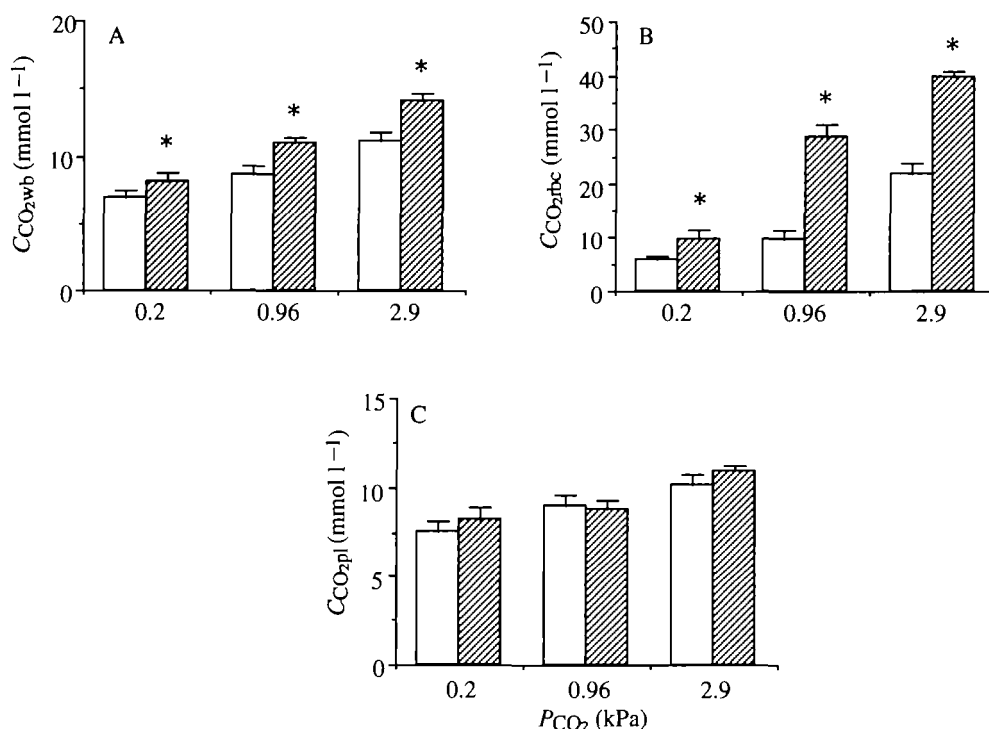 A
20
10
0
C_CO2wb (mmol l−1)
* * *
0.2 0.96 2.9
B
50
40
30
20
10
0
C_CO2rbc (mmol l−1)
* * *
0.2 0.96 2.9
C
15
10
5
0
C_CO2pl (mmol l−1)
0.2 0.96 2.9
P_CO2 (kPa)